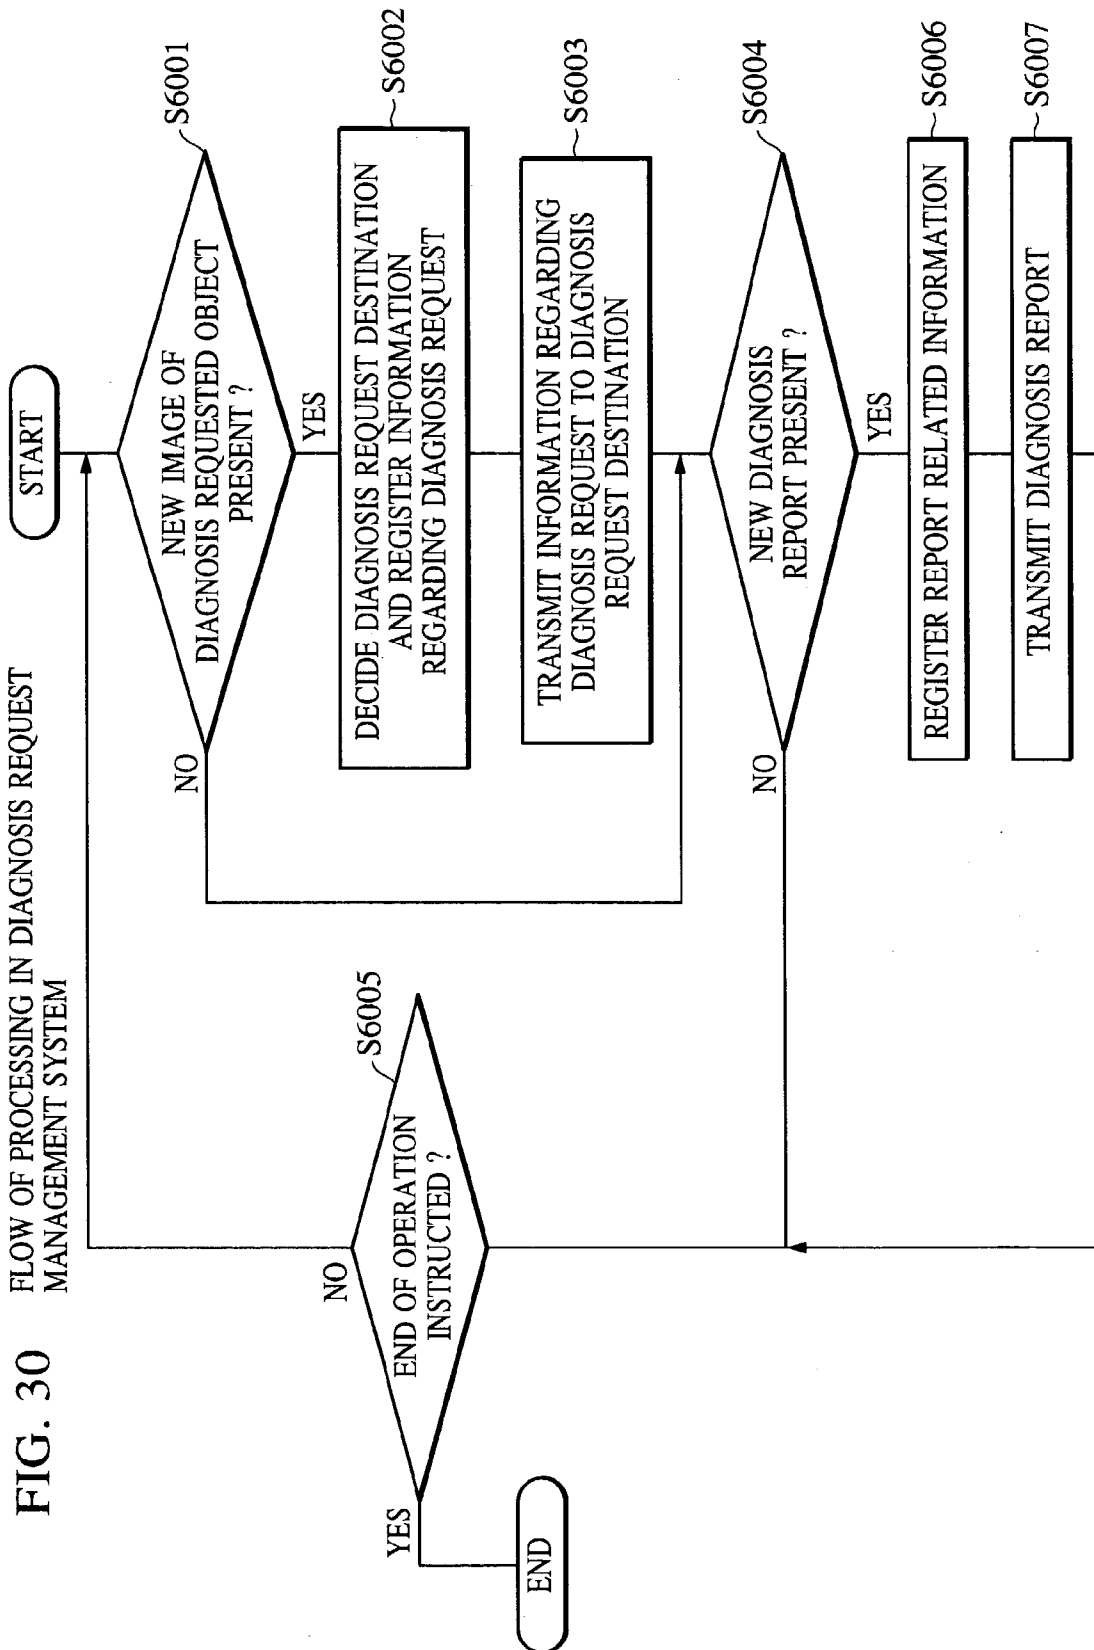 FIG. 30
FLOW OF PROCESSING IN DIAGNOSIS REQUEST
MANAGEMENT SYSTEM
START
S6001
NEW IMAGE OF
DIAGNOSIS REQUESTED OBJECT
PRESENT ?
NO
YES
S6002
DECIDE DIAGNOSIS REQUEST DESTINATION
AND REGISTER INFORMATION
REGARDING DIAGNOSIS REQUEST
S6003
TRANSMIT INFORMATION REGARDING
DIAGNOSIS REQUEST TO DIAGNOSIS
REQUEST DESTINATION
S6004
NEW DIAGNOSIS
REPORT PRESENT ?
NO
YES
S6006
REGISTER REPORT RELATED INFORMATION
S6007
TRANSMIT DIAGNOSIS REPORT
S6005
END OF OPERATION
INSTRUCTED ?
NO
YES
END